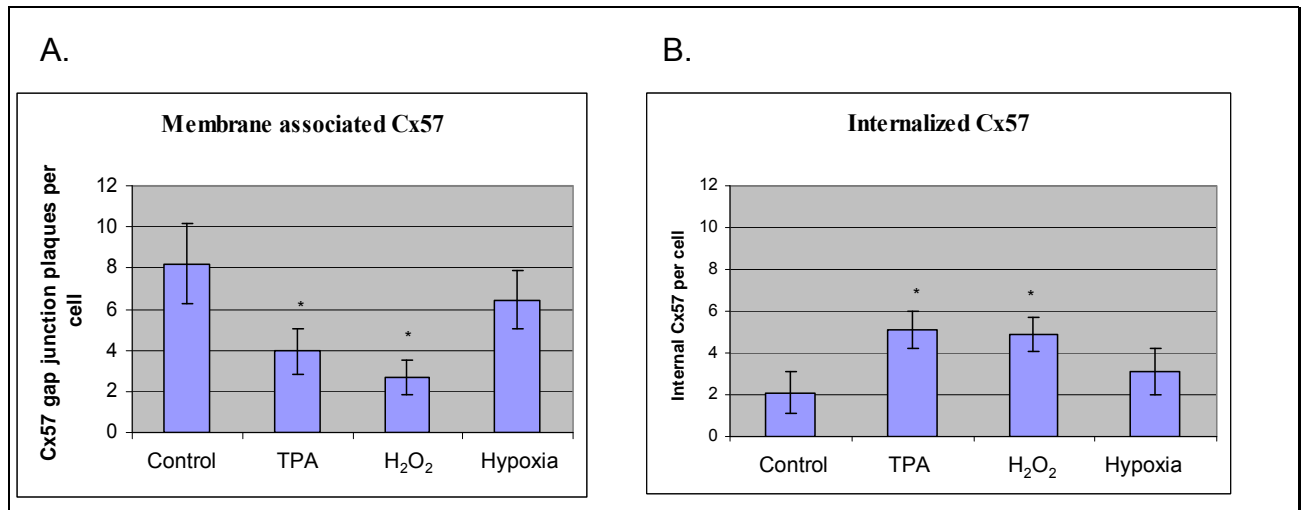 A.
Membrane associated Cx57
Cx57 gap junction plaques per
cell
12
10
8
6
4
2
0
*
*
Control TPA H₂O₂ Hypoxia
B.
Internalized Cx57
Internal Cx57 per cell
12
10
8
6
4
2
0
*
*
Control TPA H₂O₂ Hypoxia